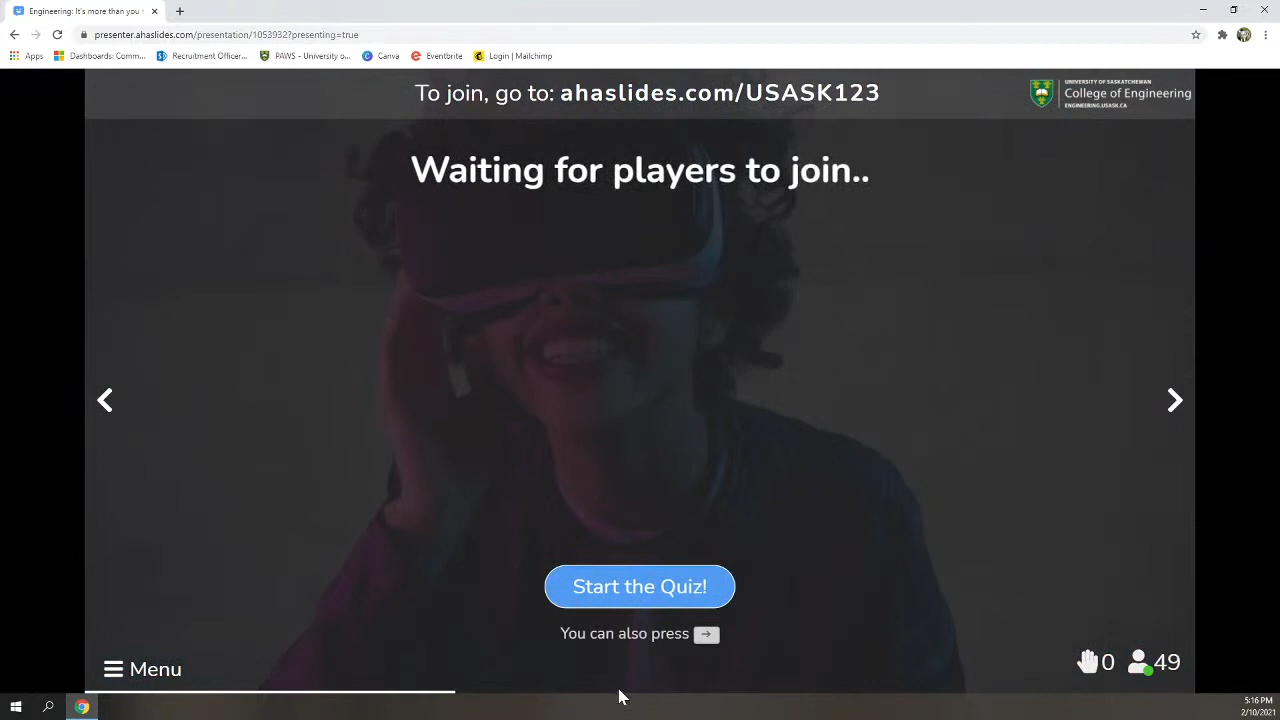 Engineering: It's more than you
presenter.ahaslides.com/presentation/1053932?presenting=true
Apps
Dashboards: Comm...
Recruitment Officer...
PAWS - University o...
Canva
Eventbrite
Login | Mailchimp
To join, go to: ahaslides.com/USASK123
UNIVERSITY OF SASKATCHEWAN
College of Engineering
ENGINEERING.USASK.CA
Waiting for players to join..
Start the Quiz!
You can also press →
Menu
0
49
5:16 PM
2/10/2021